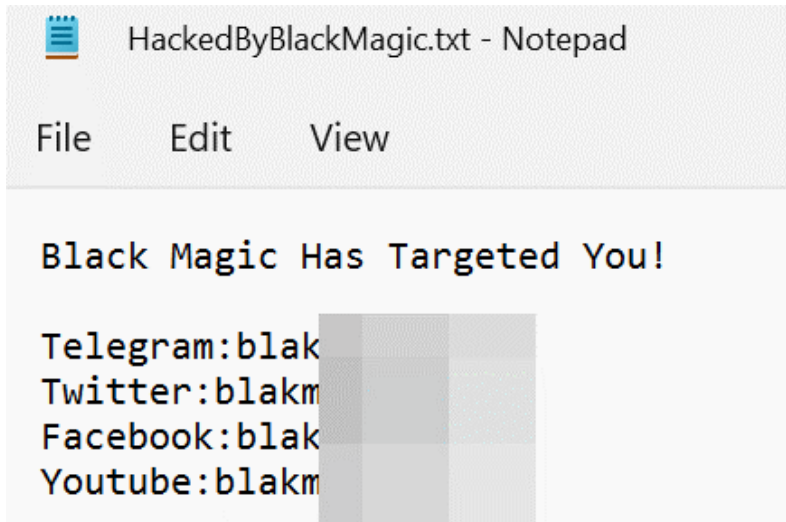 HackedByBlackMagic.txt - Notepad
File Edit View
Black Magic Has Targeted You!
Telegram:blak
Twitter:blakm
Facebook:blak
Youtube:blakm